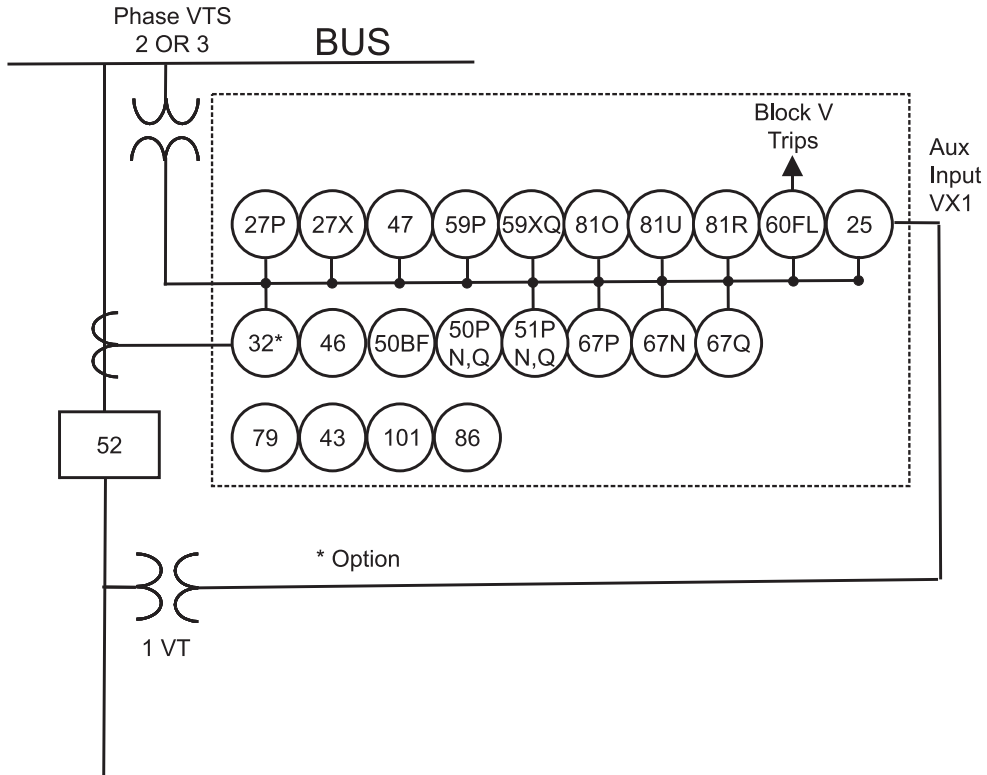 Phase VTS
2 OR 3
BUS
Block V
Trips
Aux
Input
VX1
27P 27X 47 59P 59XQ 81O 81U 81R 60FL 25
32* 46 50BF 50P N,Q 51P N,Q 67P 67N 67Q
79 43 101 86
52
* Option
1 VT